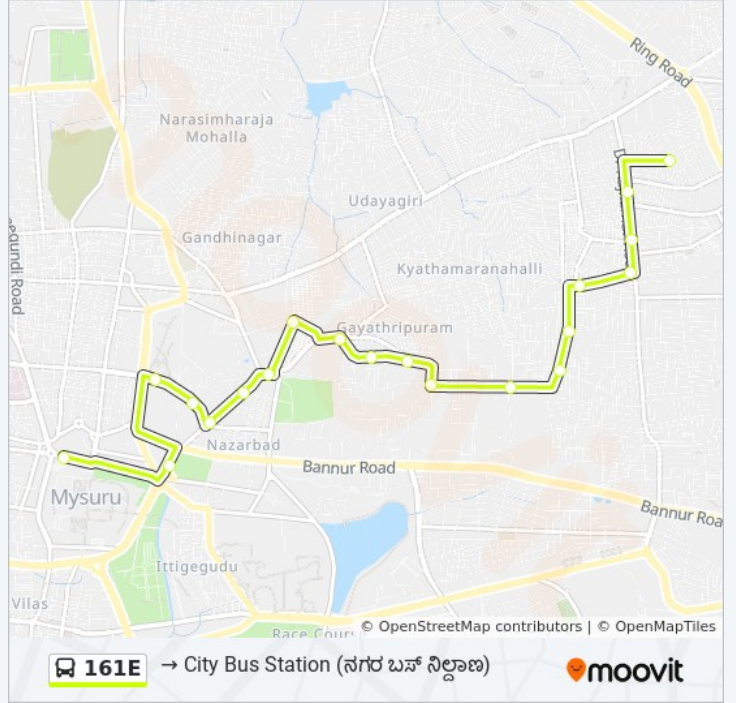 Ring Road
Narasimharaja
Mohalla
Udayagiri
Gandhinagar
Kyathamaranahalli
Road
Gayathripuram
Nazarbad
Bannur Road
Mysuru
Bannur Roa
Ittigegudu
Vilas
Race Cour
© OpenStreetMap contributors | © OpenMapTiles
161E → City Bus Station (ನಗರ ಬಸ್ ನಿಲ್ದಾಣ) moovit